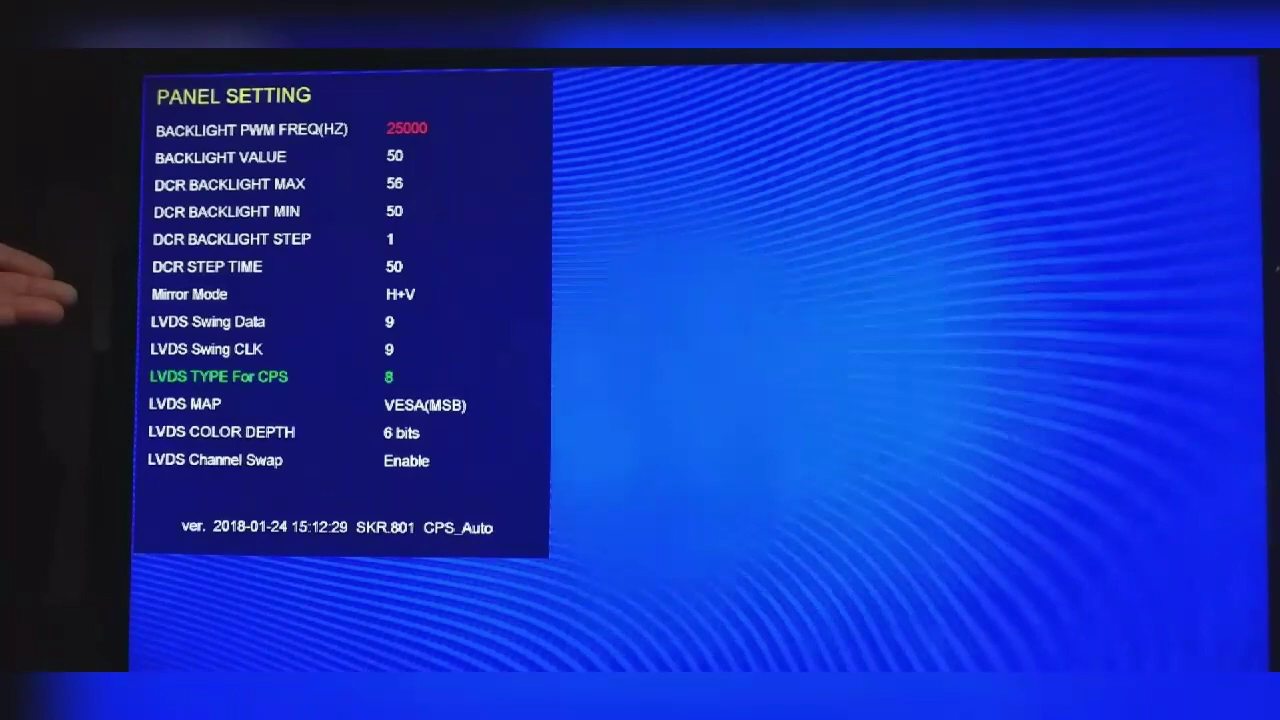 PANEL SETTING
BACKLIGHT PWM FREQ(HZ) 25000
BACKLIGHT VALUE 50
DCR BACKLIGHT MAX 56
DCR BACKLIGHT MIN 50
DCR BACKLIGHT STEP 1
DCR STEP TIME 50
Mirror Mode H+V
LVDS Swing Data 9
LVDS Swing CLK 9
LVDS TYPE For CPS 8
LVDS MAP VESA(MSB)
LVDS COLOR DEPTH 6 bits
LVDS Channel Swap Enable
ver. 2018-01-24 15:12:29 SKR.801 CPS_Auto